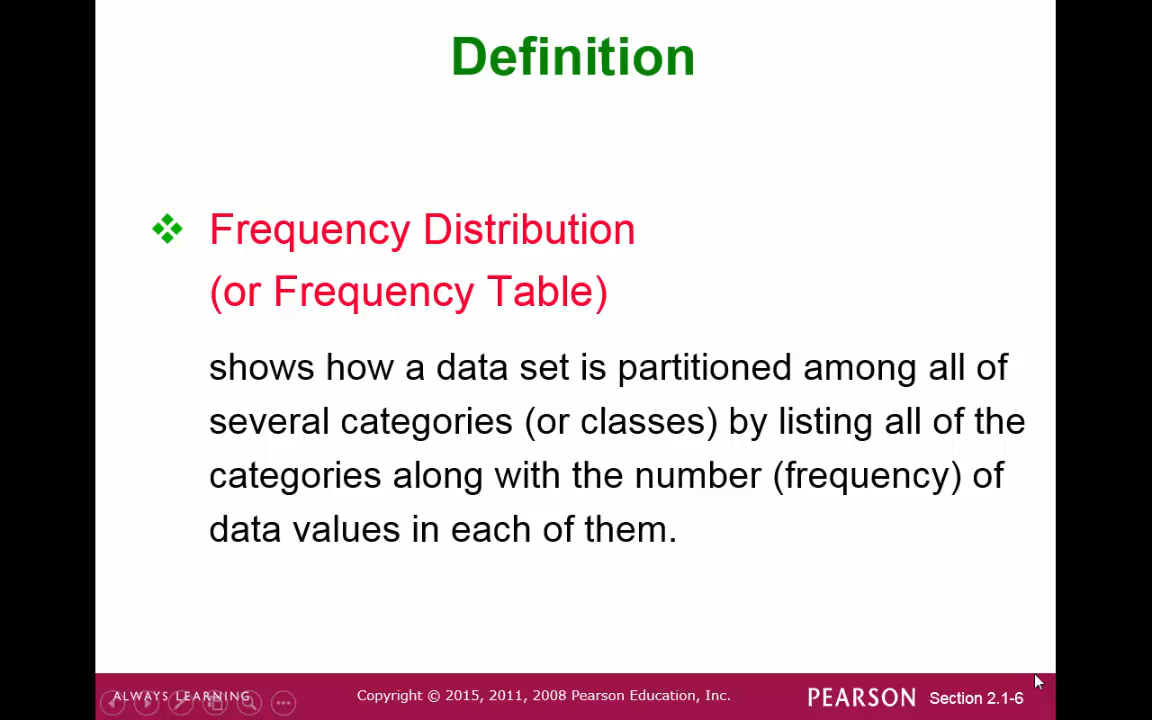 Definition
Frequency Distribution
(or Frequency Table)
shows how a data set is partitioned among all of
several categories (or classes) by listing all of the
categories along with the number (frequency) of
data values in each of them.
ALWAYS LEARNING
Copyright © 2015, 2011, 2008 Pearson Education, Inc.
PEARSON
Section 2.1-6